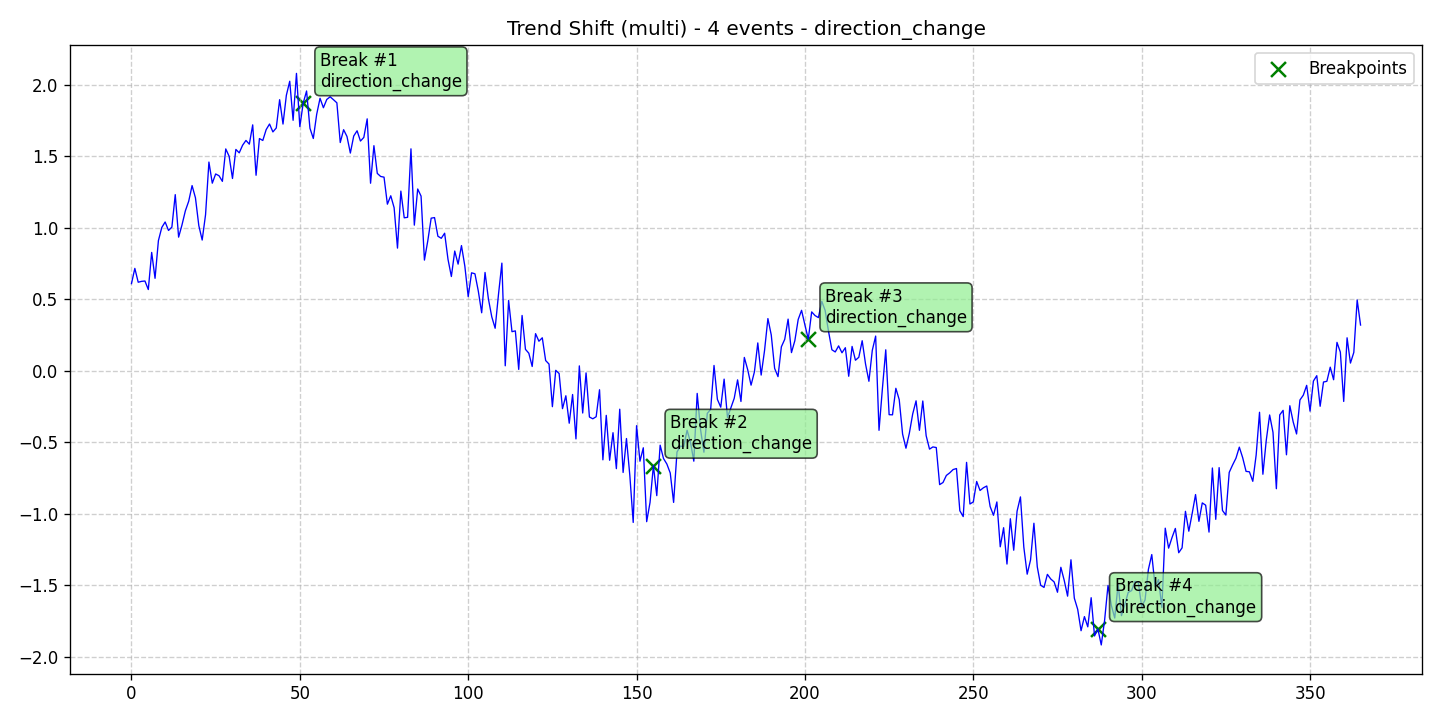 Trend Shift (multi) - 4 events - direction_change
Break #1
direction_change
Breakpoints
Break #3
direction_change
Break #2
direction_change
Break #4
direction_change
2.0
1.5
1.0
0.5
0.0
−0.5
−1.0
−1.5
−2.0
0
50
100
150
200
250
300
350